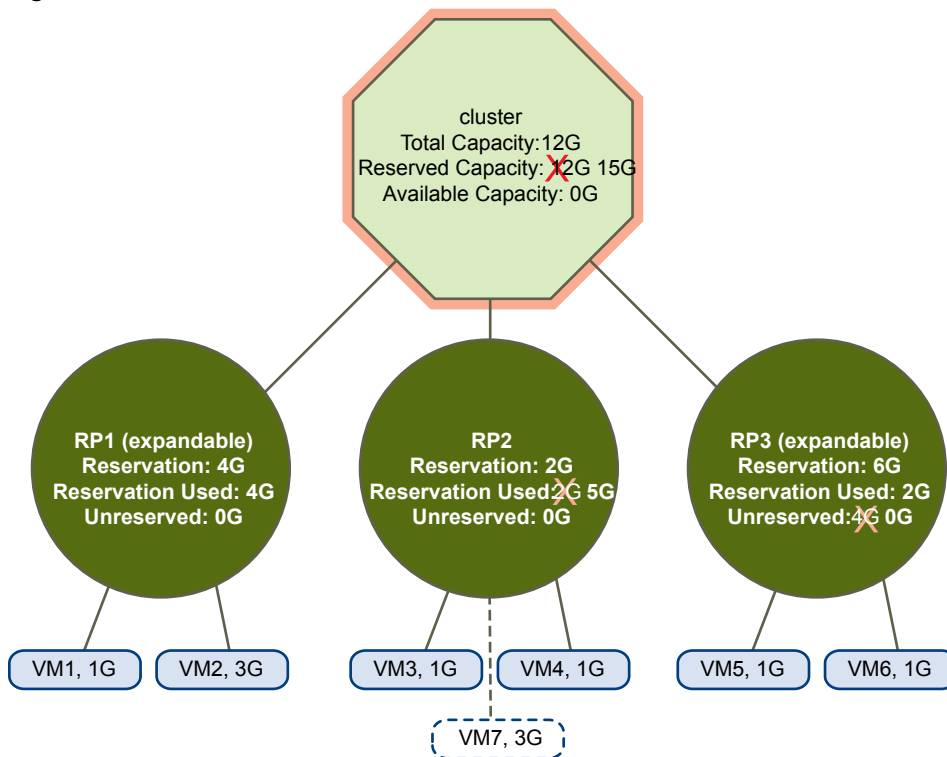 cluster
Total Capacity:12G
Reserved Capacity: 12G 15G
Available Capacity: 0G
RP1 (expandable)
Reservation: 4G
Reservation Used: 4G
Unreserved: 0G
RP2
Reservation: 2G
Reservation Used:2G 5G
Unreserved: 0G
RP3 (expandable)
Reservation: 6G
Reservation Used: 2G
Unreserved:4G 0G
VM1, 1G
VM2, 3G
VM3, 1G
VM4, 1G
VM5, 1G
VM6, 1G
VM7, 3G